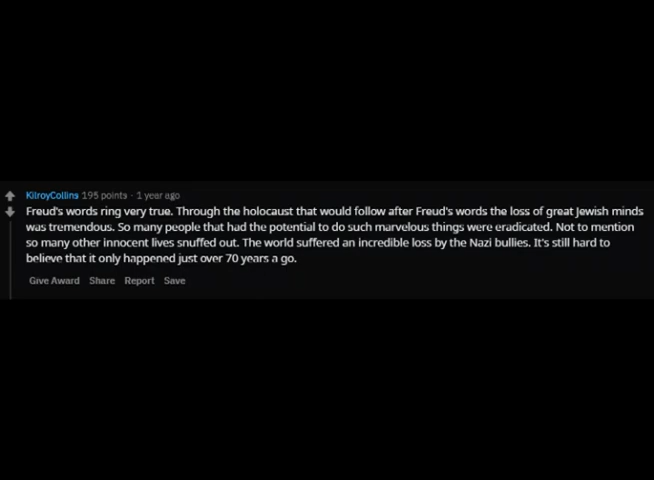 KilroyCollins 195 points · 1 year ago
Freud's words ring very true. Through the holocaust that would follow after Freud's words the loss of great Jewish minds
was tremendous. So many people that had the potential to do such marvelous things were eradicated. Not to mention
so many other innocent lives snuffed out. The world suffered an incredible loss by the Nazi bullies. It's still hard to
believe that it only happened just over 70 years a go.
Give Award Share Report Save